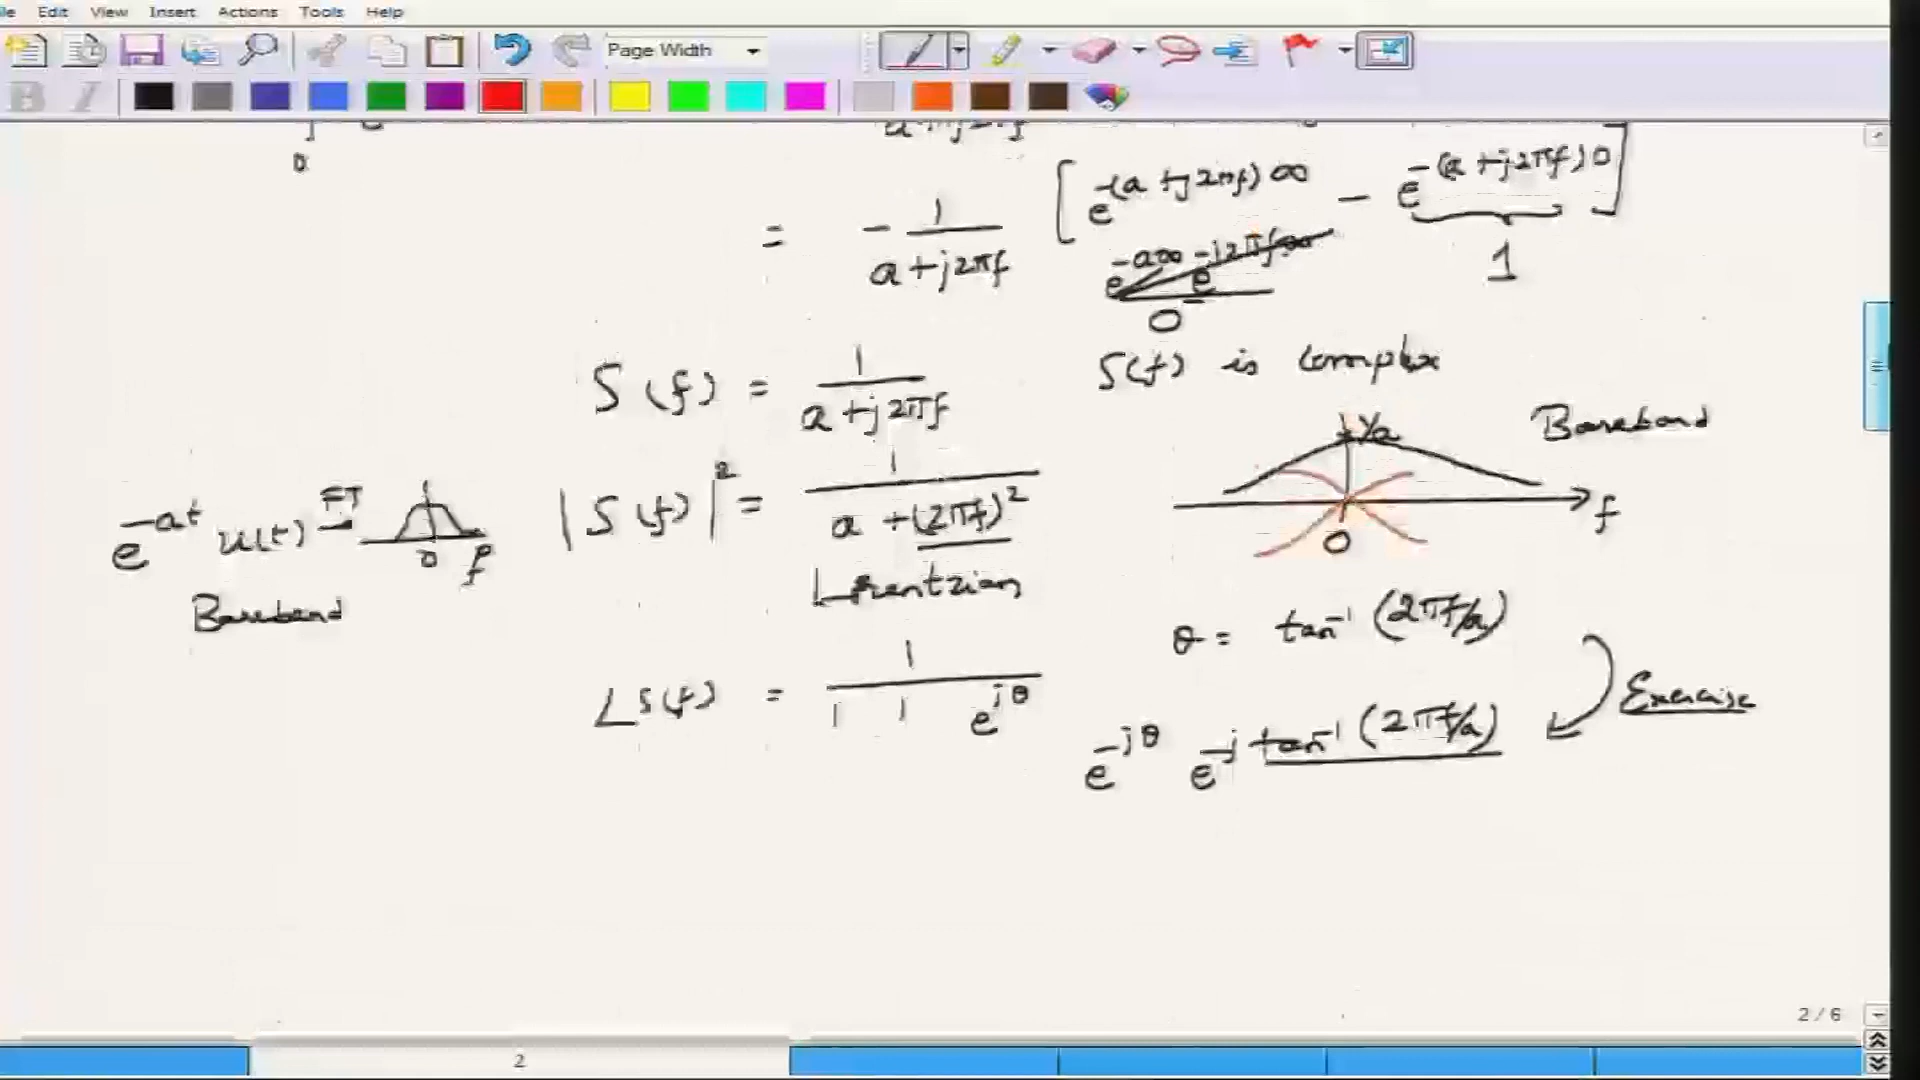 Edit View Insert Actions Tools Help
Page Width
B I
0
= - 1/(a + j2πf) [ e^-(a + j2πf)∞ - e^-(a + j2πf)0 ]
e^-a∞ e^-j2πf∞
0
1
S(f) = 1/(a + j2πf)
S(f) is complex
1/a
Baseband
f
0
|S(f)|^2 = 1/(a + (2πf)^2)
Lorentzian
e^-at u(t) FT
0 f
Baseband
θ = tan^-1 (2πf/a)
∠S(f) = 1/(| | e^jθ)
e^-jθ e^-j tan^-1 (2πf/a)
Exercise
2 / 6
2